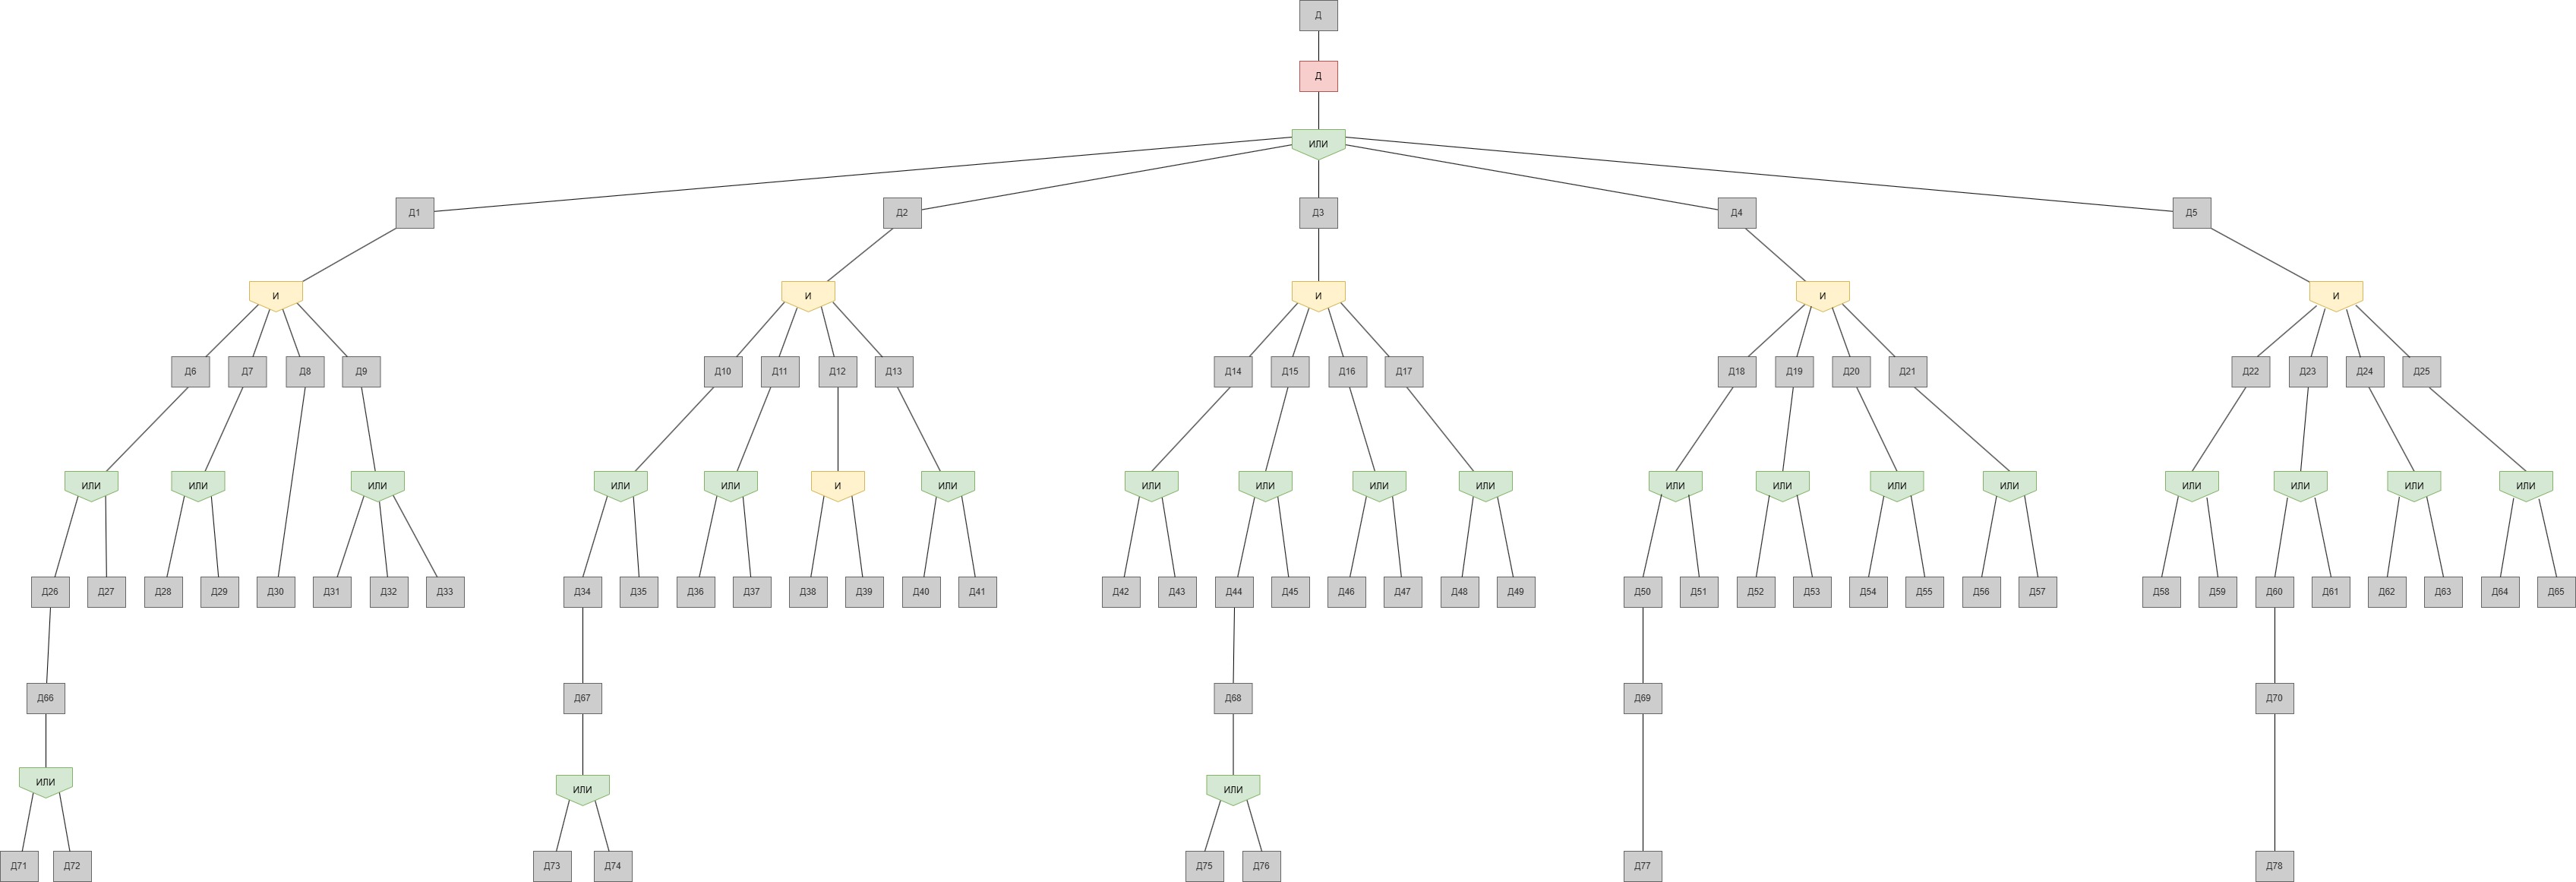 Д
Д
ИЛИ
Д1 Д2 Д3 Д4 Д5
И И И И И
Д6 Д7 Д8 Д9 Д10 Д11 Д12 Д13 Д14 Д15 Д16 Д17 Д18 Д19 Д20 Д21 Д22 Д23 Д24 Д25
ИЛИ ИЛИ ИЛИ ИЛИ ИЛИ И ИЛИ ИЛИ ИЛИ ИЛИ ИЛИ ИЛИ ИЛИ ИЛИ ИЛИ ИЛИ ИЛИ ИЛИ ИЛИ
Д26 Д27 Д28 Д29 Д30 Д31 Д32 Д33 Д34 Д35 Д36 Д37 Д38 Д39 Д40 Д41 Д42 Д43 Д44 Д45 Д46 Д47 Д48 Д49 Д50 Д51 Д52 Д53 Д54 Д55 Д56 Д57 Д58 Д59 Д60 Д61 Д62 Д63 Д64 Д65
Д66 Д67 Д68 Д69 Д70
ИЛИ ИЛИ ИЛИ
Д71 Д72 Д73 Д74 Д75 Д76 Д77 Д78